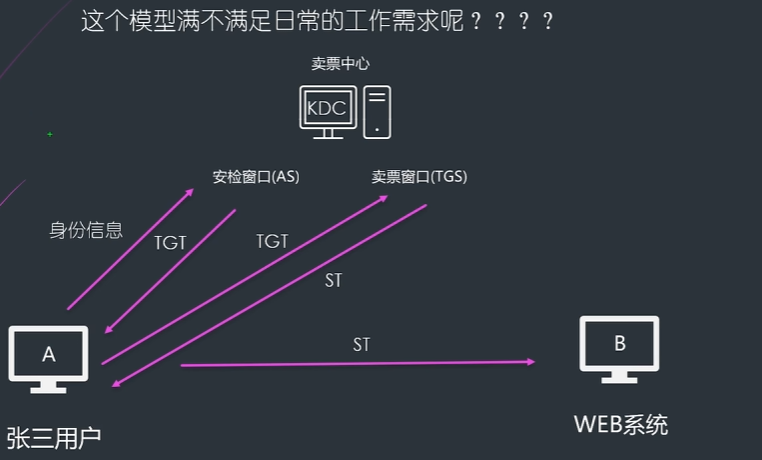 这个模型满不满足日常的工作需求呢？？？？
卖票中心
KDC
安检窗口(AS)
卖票窗口(TGS)
身份信息
TGT
TGT
ST
ST
A
B
张三用户
WEB系统